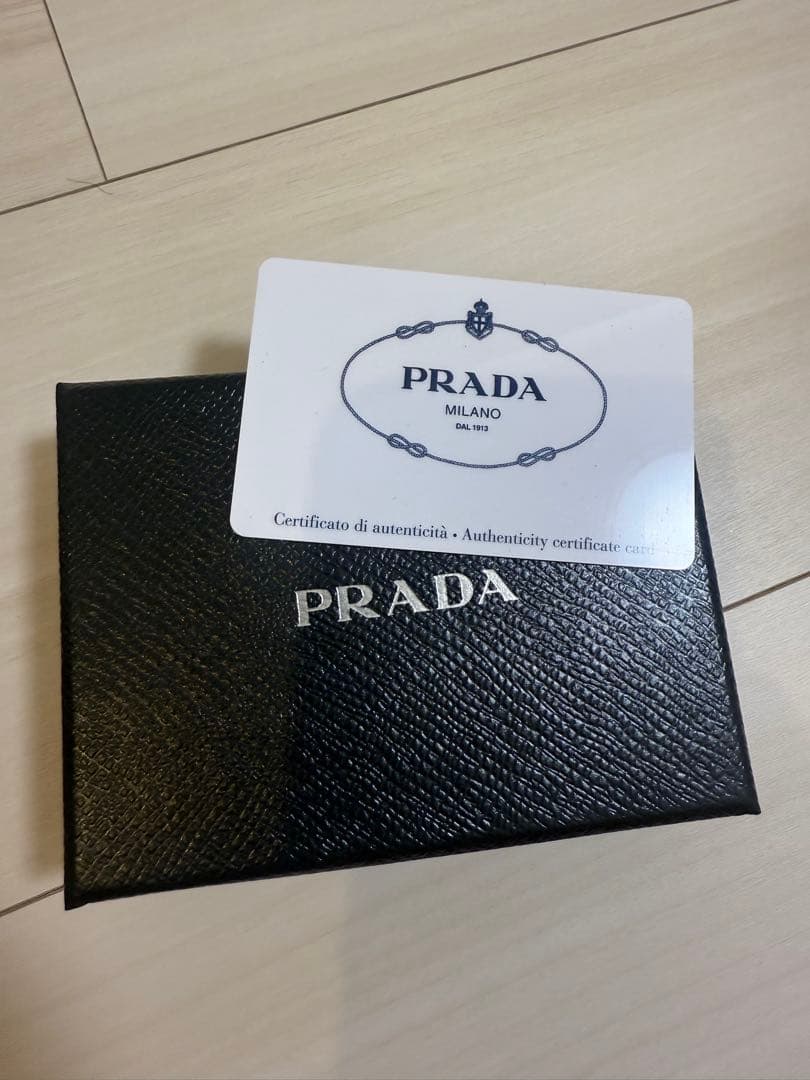 PRADA
MILANO
DAL 1913
Certificato di autenticità • Authenticity certificate card
PRADA